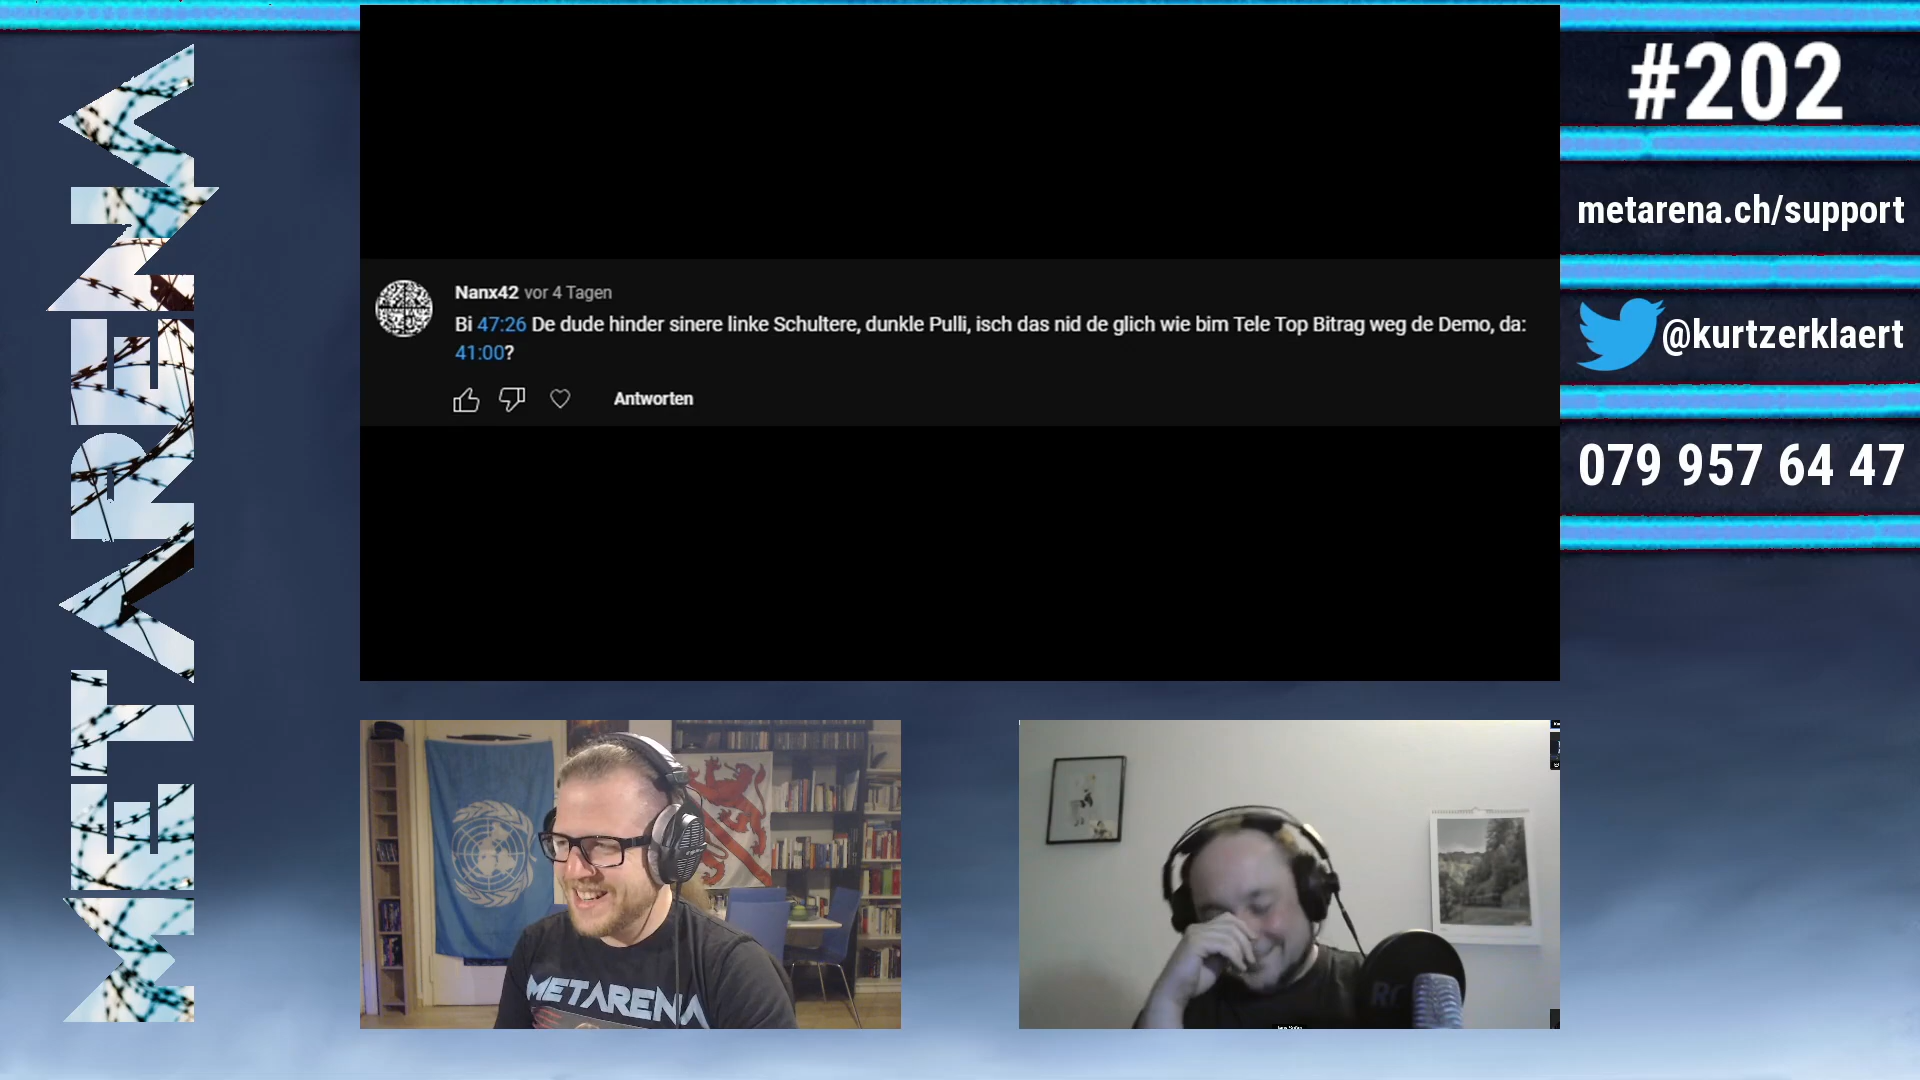 METARENA
#202
metarena.ch/support
@kurtzerklaert
079 957 64 47
Nanx42 vor 4 Tagen
Bi 47:26 De dude hinder sinere linke Schultere, dunkle Pulli, isch das nid de glich wie bim Tele Top Bitrag weg de Demo, da:
41:00?
Antworten
METARENA